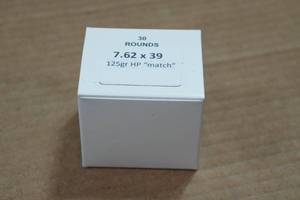 30
ROUNDS
7.62 x 39
125gr HP "match"